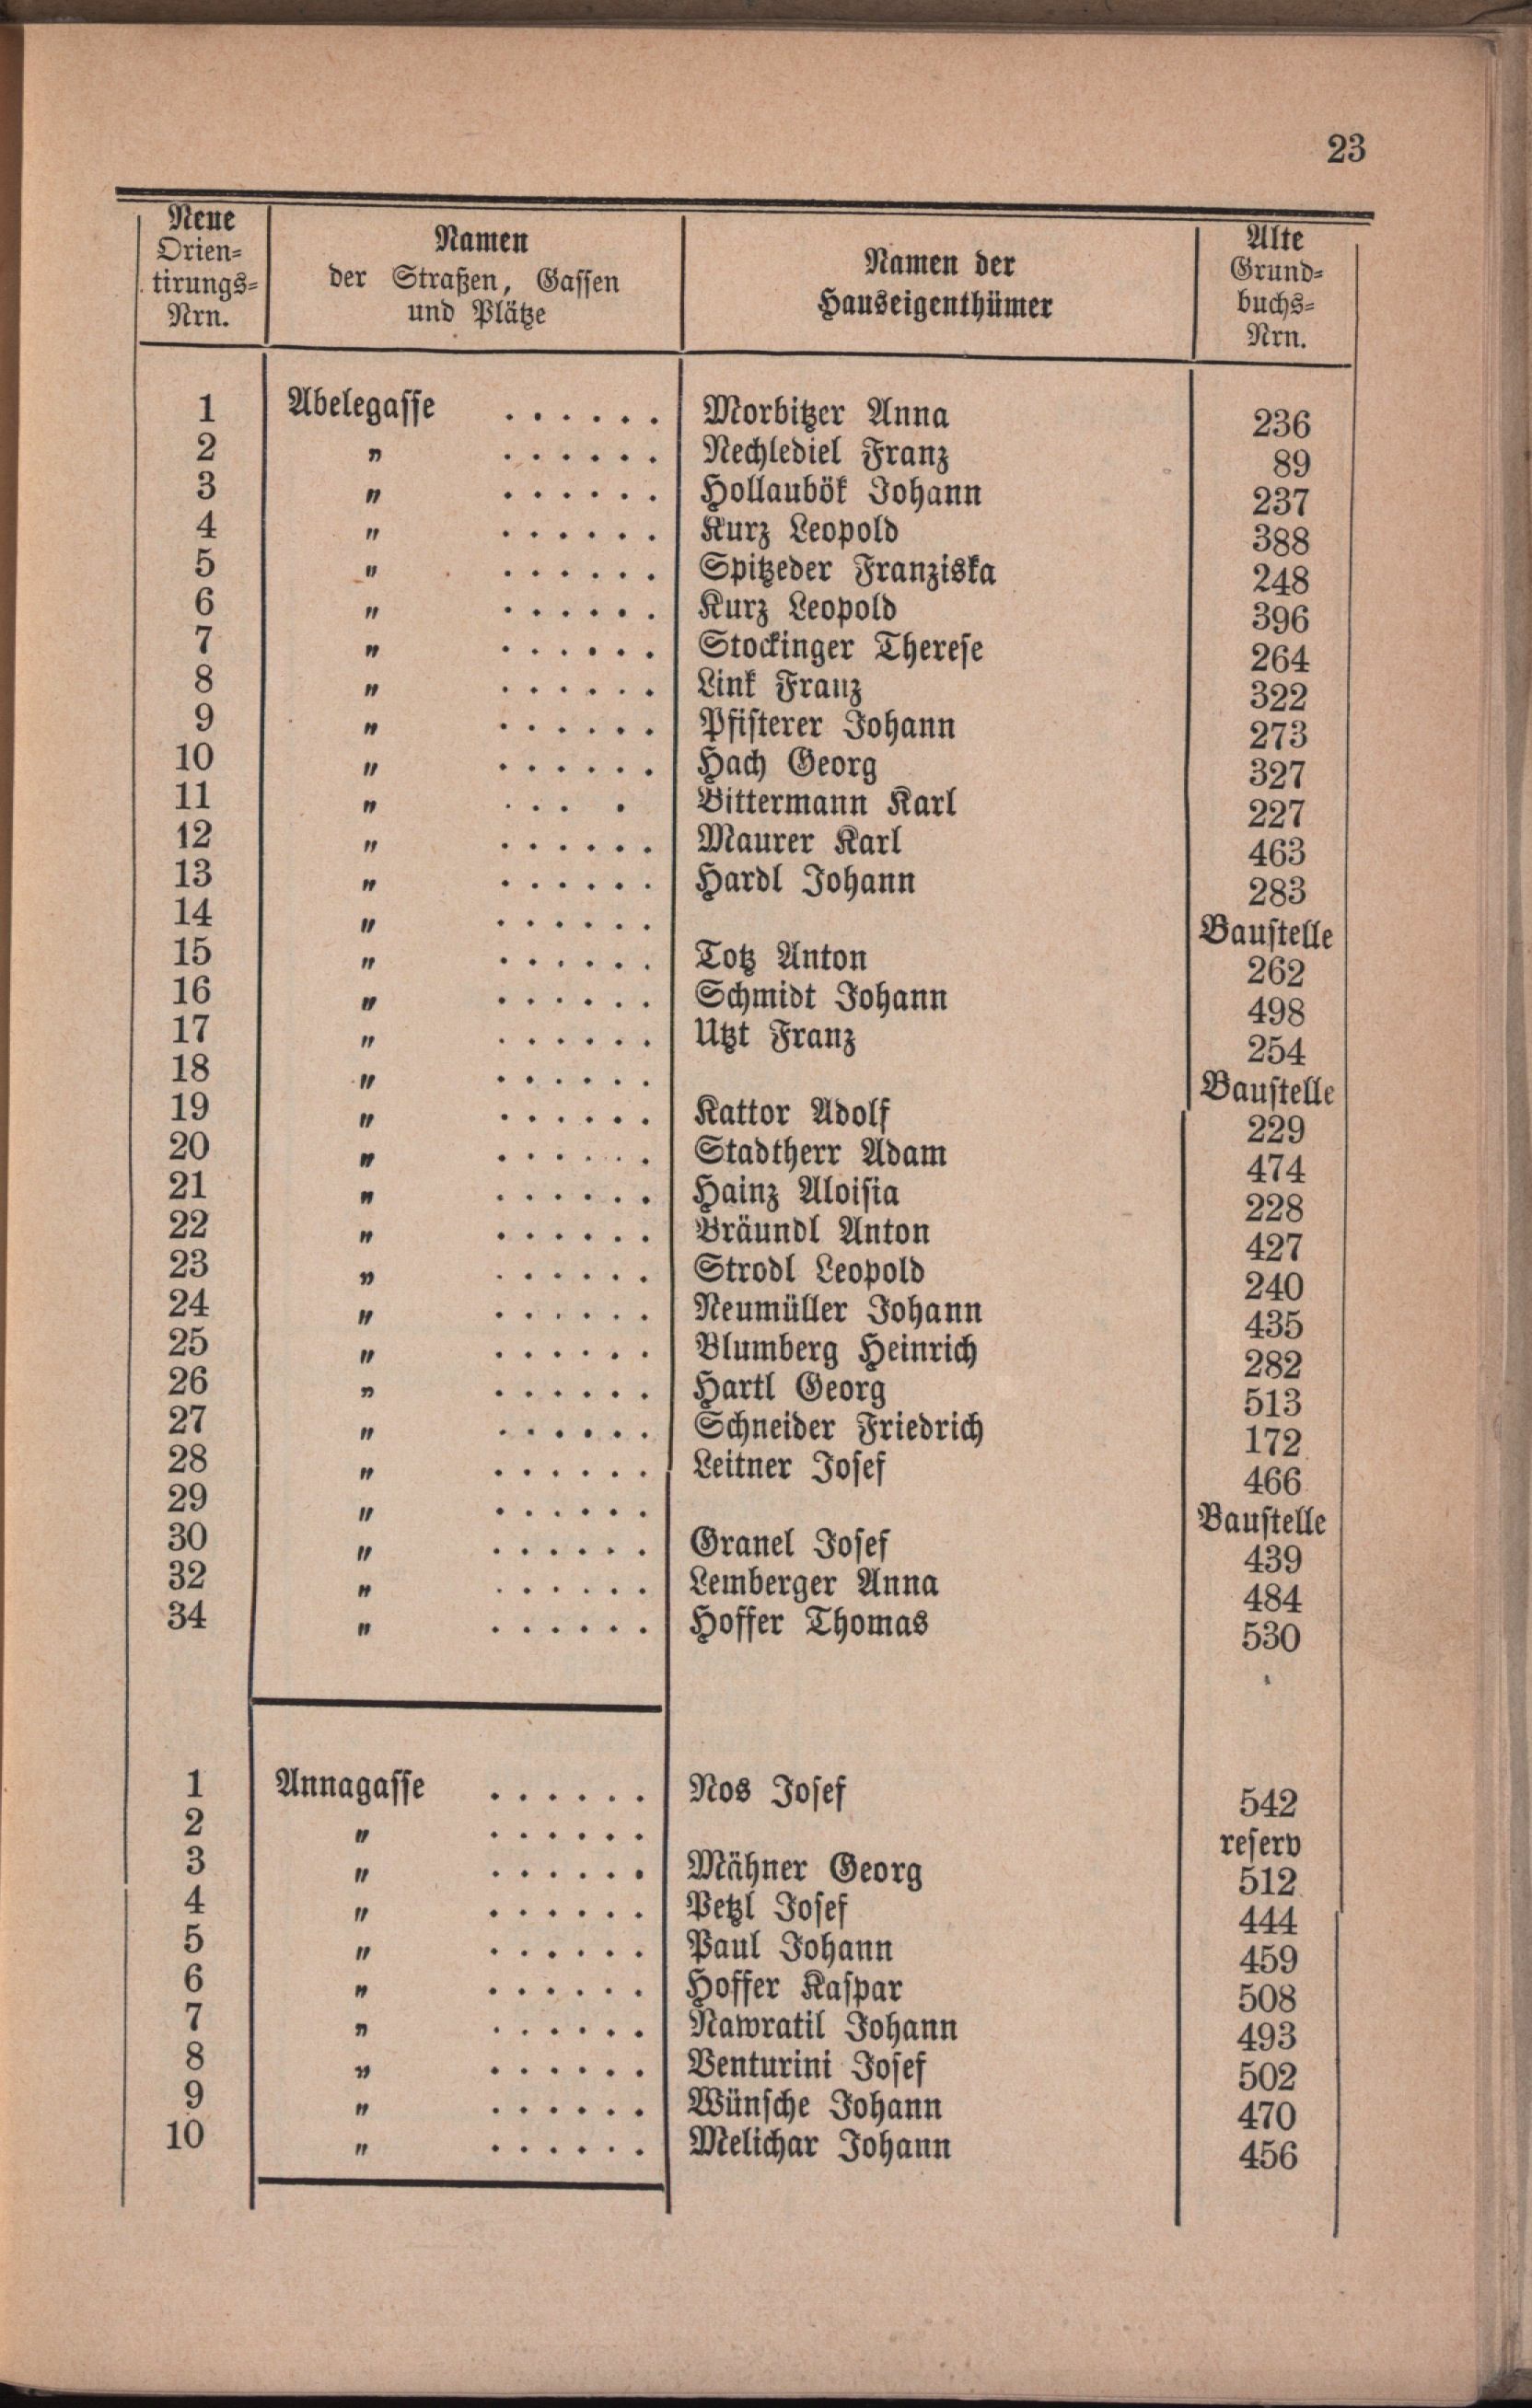 23
Neue Orien-tirungs-Nrn. Namen der Straßen, Gassen und Plätze Namen der Hauseigenthümer Alte Grund-buchs-Nrn.
1 Abelegasse . . . . . . Morbitzer Anna 236
2 " . . . . . . Nechlediel Franz 89
3 " . . . . . . Hollaubök Johann 237
4 " . . . . . . Kurz Leopold 388
5 " . . . . . . Spitzeder Franziska 248
6 " . . . . . . Kurz Leopold 396
7 " . . . . . . Stockinger Therese 264
8 " . . . . . . Link Franz 322
9 " . . . . . . Pfisterer Johann 273
10 " . . . . . . Hach Georg 327
11 " . . . . Bittermann Karl 227
12 " . . . . . . Maurer Karl 463
13 " . . . . . . Hardl Johann 283
14 " . . . . . . Baustelle
15 " . . . . . . Totz Anton 262
16 " . . . . . . Schmidt Johann 498
17 " . . . . . . Utzt Franz 254
18 " . . . . . . Baustelle
19 " . . . . . . Kattor Adolf 229
20 " . . . . . . Stadtherr Adam 474
21 " . . . . . . Hainz Aloisia 228
22 " . . . . . . Bräundl Anton 427
23 " . . . . . . Strodl Leopold 240
24 " . . . . . . Neumüller Johann 435
25 " . . . . . . Blumberg Heinrich 282
26 " . . . . . . Hartl Georg 513
27 " . . . . . . Schneider Friedrich 172
28 " . . . . . . Leitner Josef 466
29 " . . . . . . Baustelle
30 " . . . . . . Granel Josef 439
32 " . . . . . . Lemberger Anna 484
34 " . . . . . . Hoffer Thomas 530
1 Annagasse . . . . . . Nos Josef 542
2 " . . . . . . reserv
3 " . . . . . . Mähner Georg 512
4 " . . . . . . Petzl Josef 444
5 " . . . . . . Paul Johann 459
6 " . . . . . . Hoffer Kaspar 508
7 " . . . . . . Nawratil Johann 493
8 " . . . . . . Venturini Josef 502
9 " . . . . . . Wünsche Johann 470
10 " . . . . . . Melichar Johann 456